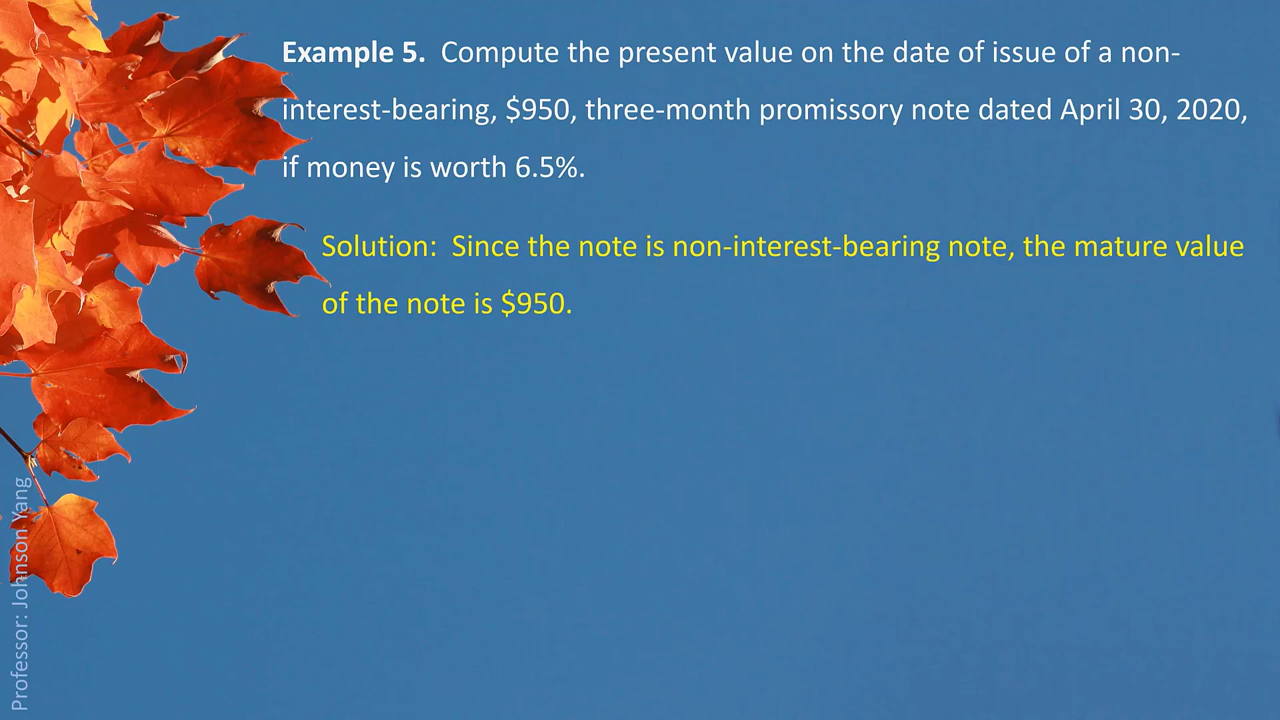 Example 5.  Compute the present value on the date of issue of a non-
interest-bearing, $950, three-month promissory note dated April 30, 2020,
if money is worth 6.5%.
Solution:  Since the note is non-interest-bearing note, the mature value
of the note is $950.
Professor: Johnson Yang